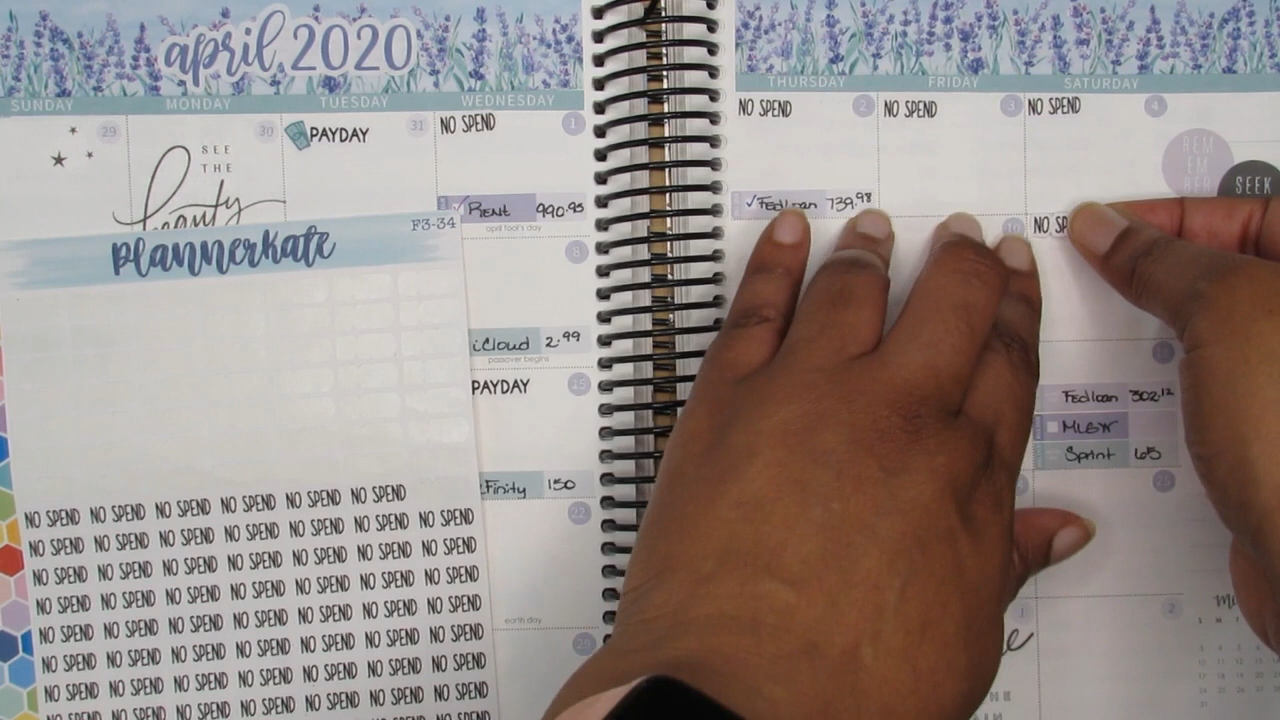 april 2020
SUNDAY MONDAY TUESDAY WEDNESDAY THURSDAY FRIDAY SATURDAY
29 30 31 1 2 3 4
PAYDAY NO SPEND NO SPEND NO SPEND NO SPEND
SEE
THE
beauty
REM
EM
BER
SEEK
✓ RENT 990.95
april fool's day
✓ Fedloan 739.98
plannerkate
F3-34
8
NO SP
iCloud 2.99
passover begins
PAYDAY 15
Fedloan 302.12
MLGW
Sprint 65
finity 150
22
25
earth day
1 2
NO SPEND NO SPEND NO SPEND NO SPEND NO SPEND NO SPEND
NO SPEND NO SPEND NO SPEND NO SPEND NO SPEND NO SPEND NO SPEND
NO SPEND NO SPEND NO SPEND NO SPEND NO SPEND NO SPEND NO SPEND
NO SPEND NO SPEND NO SPEND NO SPEND NO SPEND NO SPEND NO SPEND
NO SPEND NO SPEND NO SPEND NO SPEND NO SPEND NO SPEND NO SPEND
NO SPEND NO SPEND NO SPEND NO SPEND NO SPEND NO SPEND NO SPEND
NO SPEND NO SPEND NO SPEND NO SPEND NO SPEND NO SPEND NO SPEND
NO SPEND NO SPEND NO SPEND NO SPEND NO SPEND NO SPEND NO SPEND